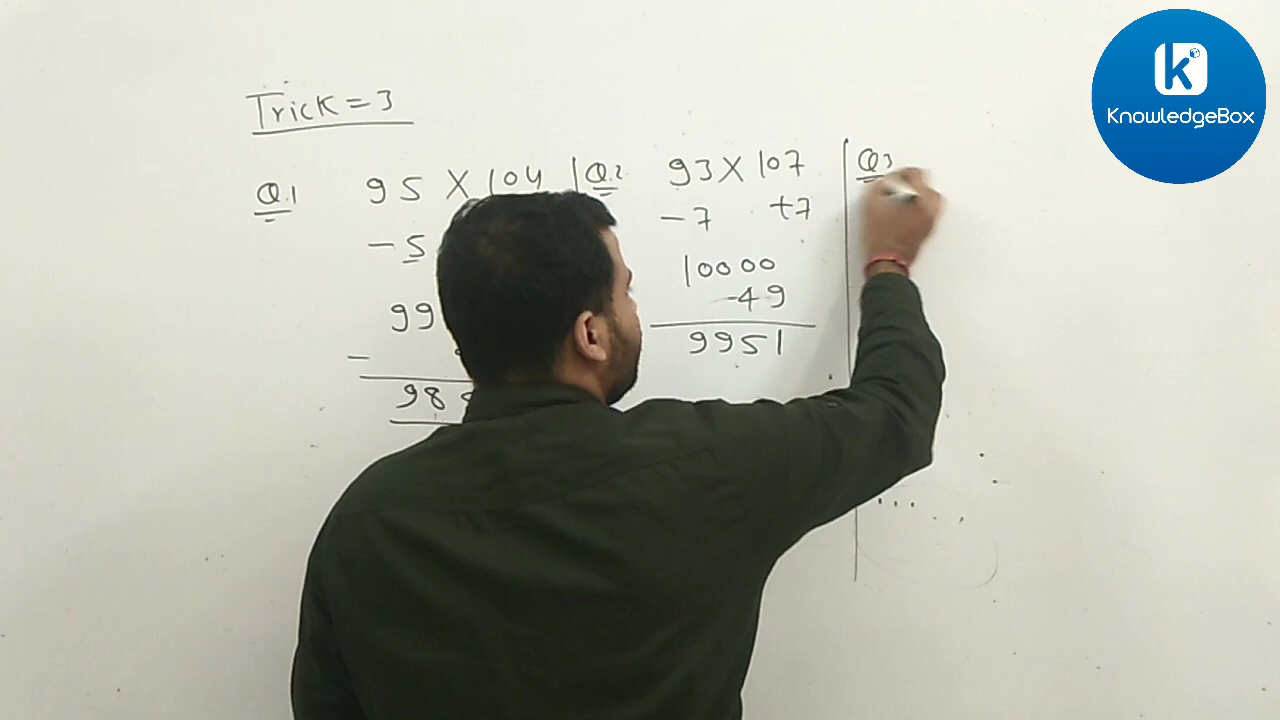 KnowledgeBox
Trick = 3
Q.1 95 X 104
- 5
99
-
98
Q.2 93 X 107
- 7 +7
10000
-49
9951
Q3